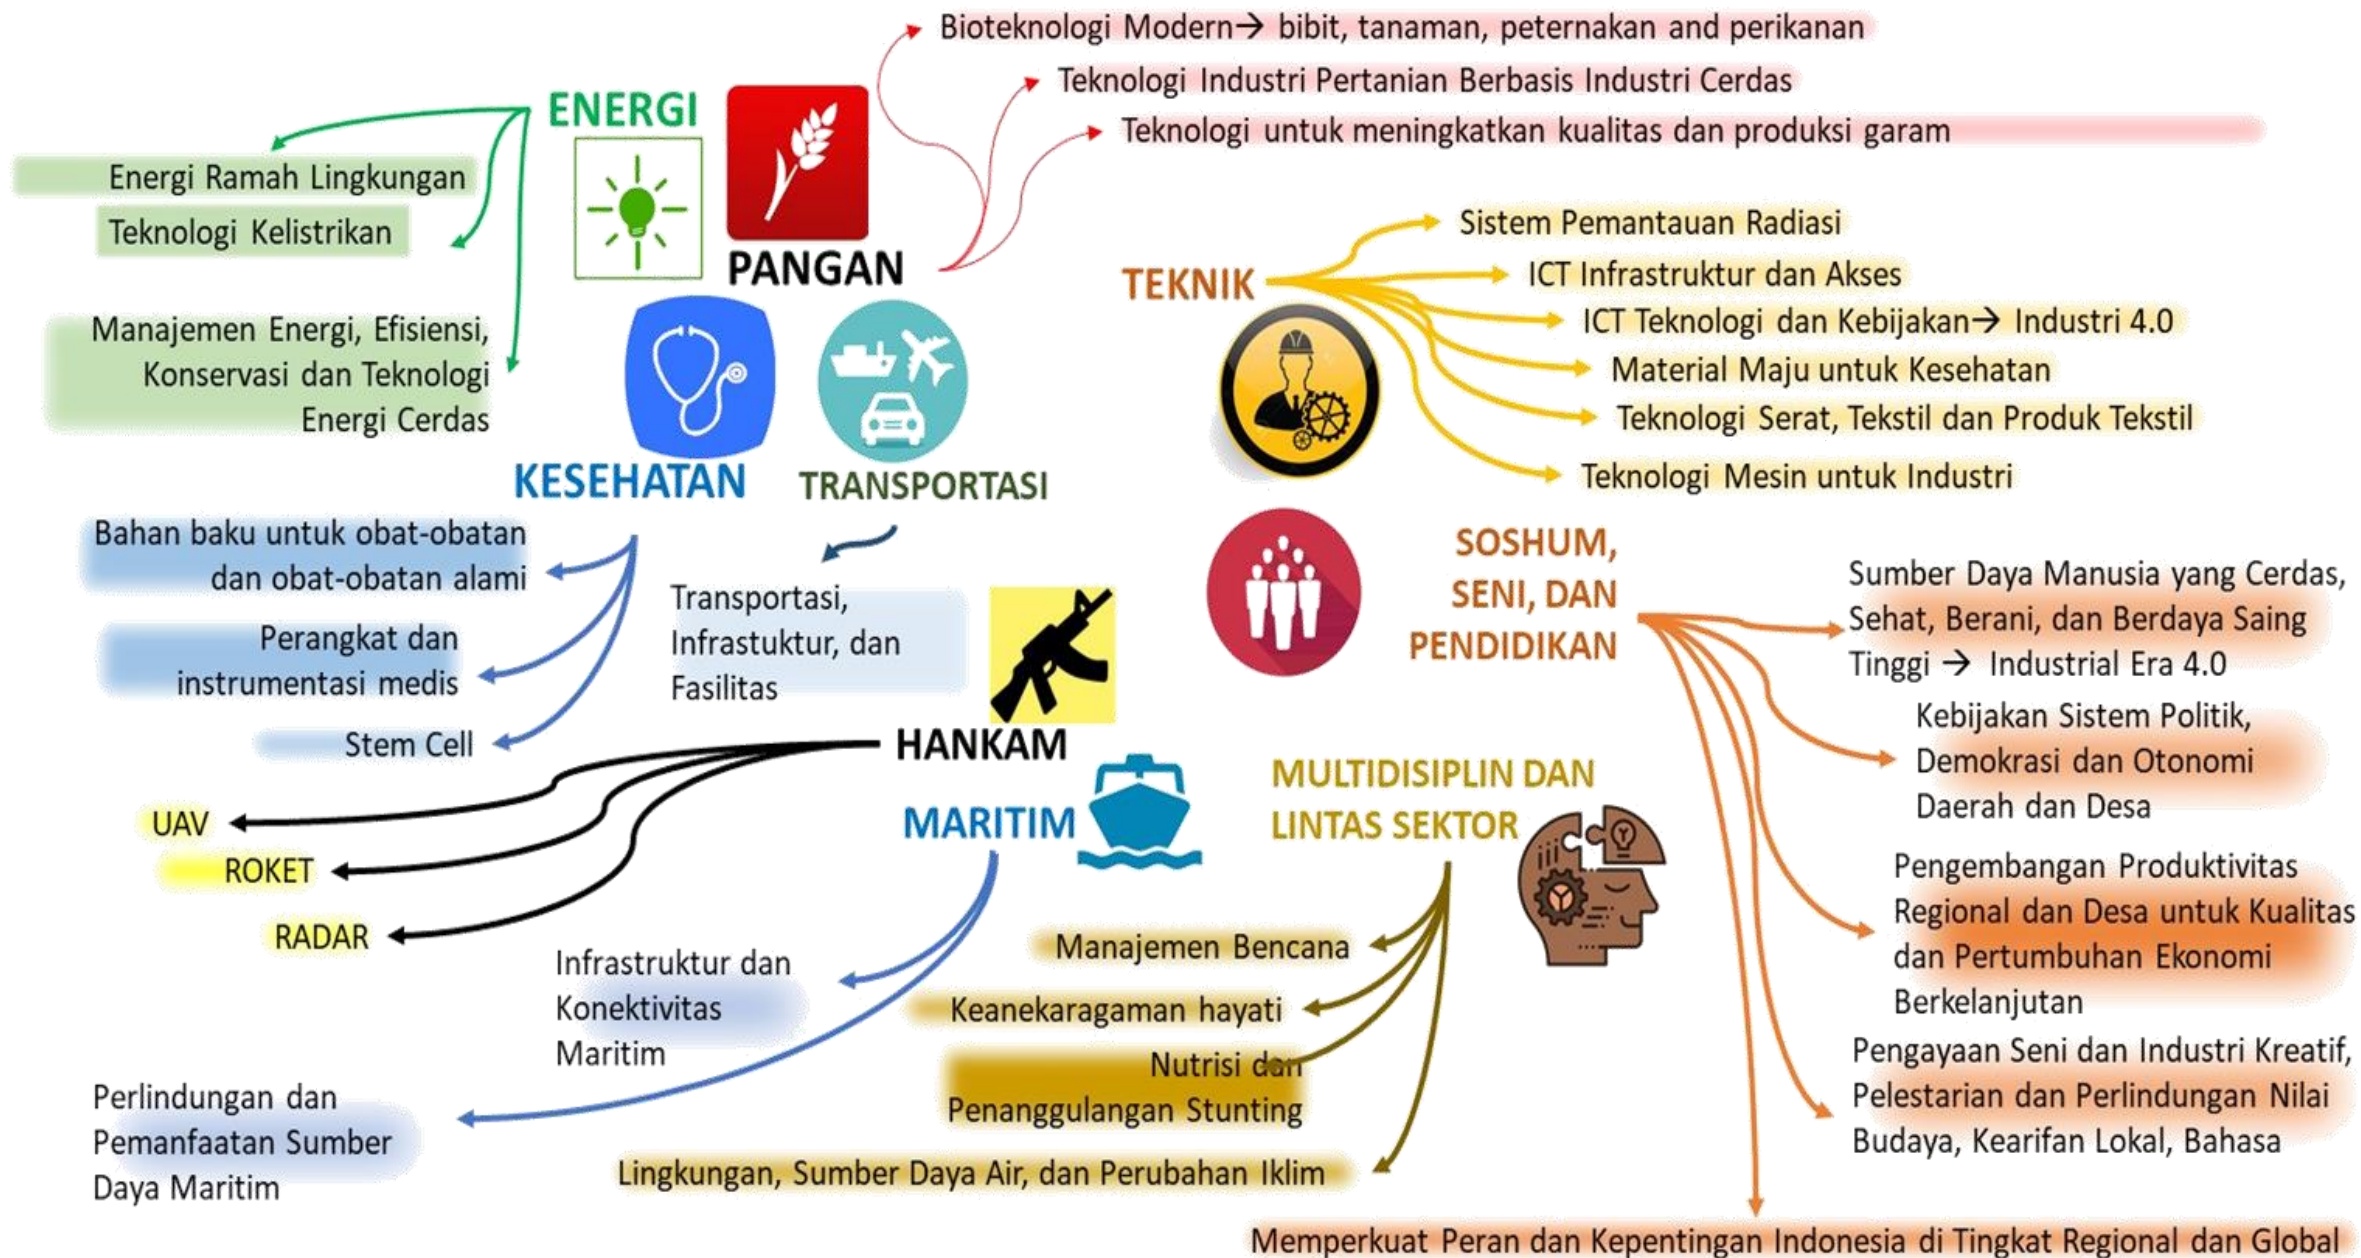 ENERGI
Energi Ramah Lingkungan
Teknologi Kelistrikan
Manajemen Energi, Efisiensi,
Konservasi dan Teknologi
Energi Cerdas
PANGAN
Bioteknologi Modern→ bibit, tanaman, peternakan and perikanan
Teknologi Industri Pertanian Berbasis Industri Cerdas
Teknologi untuk meningkatkan kualitas dan produksi garam
TEKNIK
Sistem Pemantauan Radiasi
ICT Infrastruktur dan Akses
ICT Teknologi dan Kebijakan→ Industri 4.0
Material Maju untuk Kesehatan
Teknologi Serat, Tekstil dan Produk Tekstil
Teknologi Mesin untuk Industri
KESEHATAN
Bahan baku untuk obat-obatan
dan obat-obatan alami
Perangkat dan
instrumentasi medis
Stem Cell
TRANSPORTASI
Transportasi,
Infrastuktur, dan
Fasilitas
HANKAM
UAV
ROKET
RADAR
MARITIM
Infrastruktur dan
Konektivitas
Maritim
Perlindungan dan
Pemanfaatan Sumber
Daya Maritim
MULTIDISIPLIN DAN
LINTAS SEKTOR
Manajemen Bencana
Keanekaragaman hayati
Nutrisi dan
Penanggulangan Stunting
Lingkungan, Sumber Daya Air, dan Perubahan Iklim
SOSHUM,
SENI, DAN
PENDIDIKAN
Sumber Daya Manusia yang Cerdas,
Sehat, Berani, dan Berdaya Saing
Tinggi → Industrial Era 4.0
Kebijakan Sistem Politik,
Demokrasi dan Otonomi
Daerah dan Desa
Pengembangan Produktivitas
Regional dan Desa untuk Kualitas
dan Pertumbuhan Ekonomi
Berkelanjutan
Pengayaan Seni dan Industri Kreatif,
Pelestarian dan Perlindungan Nilai
Budaya, Kearifan Lokal, Bahasa
Memperkuat Peran dan Kepentingan Indonesia di Tingkat Regional dan Global